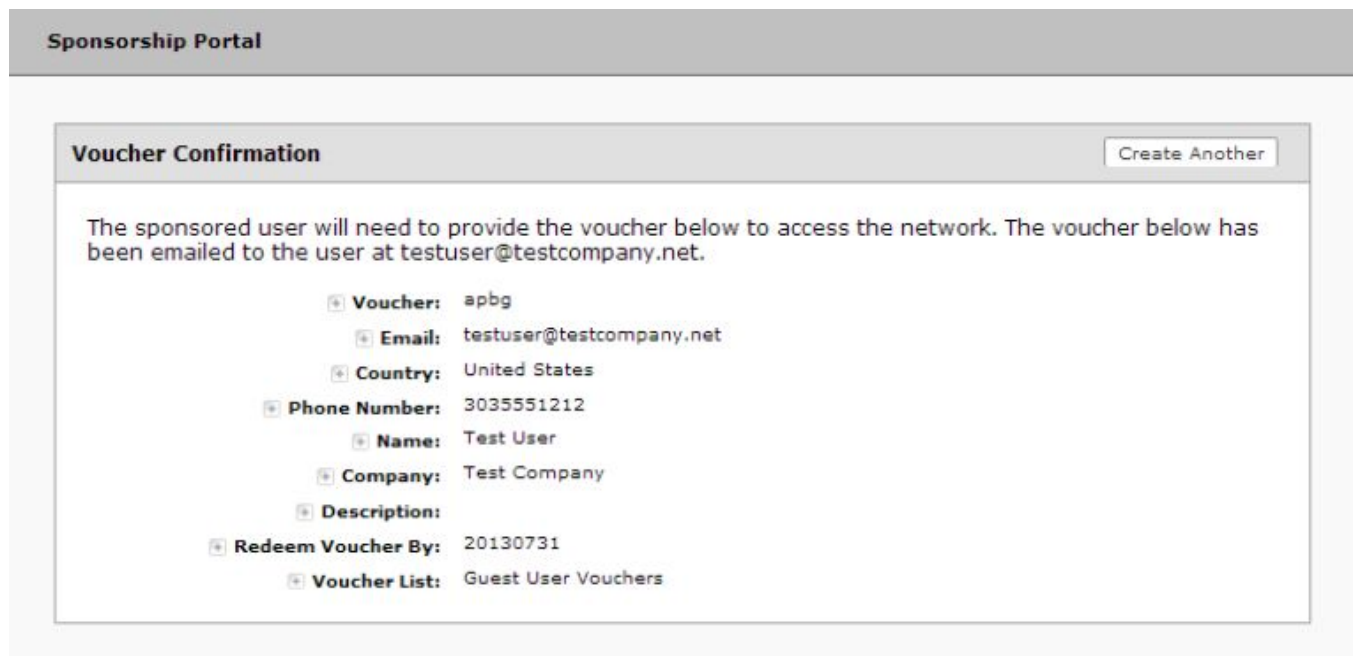 Sponsorship Portal
Voucher Confirmation
Create Another
The sponsored user will need to provide the voucher below to access the network. The voucher below has
been emailed to the user at testuser@testcompany.net.
Voucher: apbg
Email: testuser@testcompany.net
Country: United States
Phone Number: 3035551212
Name: Test User
Company: Test Company
Description:
Redeem Voucher By: 20130731
Voucher List: Guest User Vouchers